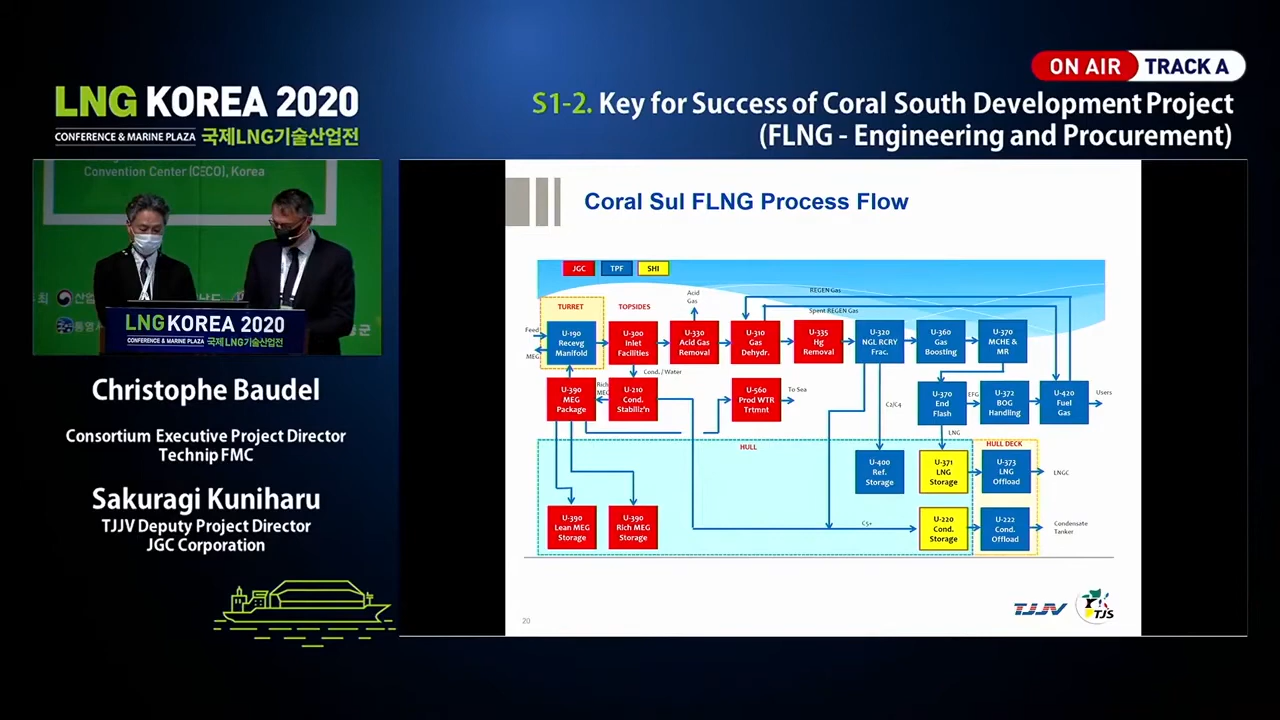 LNG KOREA 2020
CONFERENCE & MARINE PLAZA 국제LNG기술산업전
ON AIR TRACK A
S1-2. Key for Success of Coral South Development Project
(FLNG - Engineering and Procurement)
Convention Center (CECO), Korea
LNG KOREA 2020
CONFERENCE & MARINE PLAZA 국제LNG기술산업전
Christophe Baudel
Consortium Executive Project Director
Technip FMC
Sakuragi Kuniharu
TJJV Deputy Project Director
JGC Corporation
Coral Sul FLNG Process Flow
JGC
TPF
SHI
TURRET
TOPSIDES
Acid
Gas
REGEN Gas
Spent REGEN Gas
Feed
MEG
U-190
Recevg
Manifold
U-300
Inlet
Facilities
U-330
Acid Gas
Removal
U-310
Gas
Dehydr.
U-335
Hg
Removal
U-320
NGL RCRY
Frac.
U-360
Gas
Boosting
U-370
MCHE &
MR
Cond. / Water
U-390
MEG
Package
Rich
MEG
U-210
Cond.
Stabiliz'n
U-560
Prod WTR
Trtmnt
To Sea
C2/C4
U-370
End
Flash
EFG
U-372
BOG
Handling
U-420
Fuel
Gas
Users
LNG
HULL
HULL DECK
U-400
Ref.
Storage
U-371
LNG
Storage
U-373
LNG
Offload
LNGC
U-390
Lean MEG
Storage
U-390
Rich MEG
Storage
C5+
U-220
Cond.
Storage
U-222
Cond.
Offload
Condensate
Tanker
20
TJJV
TJS